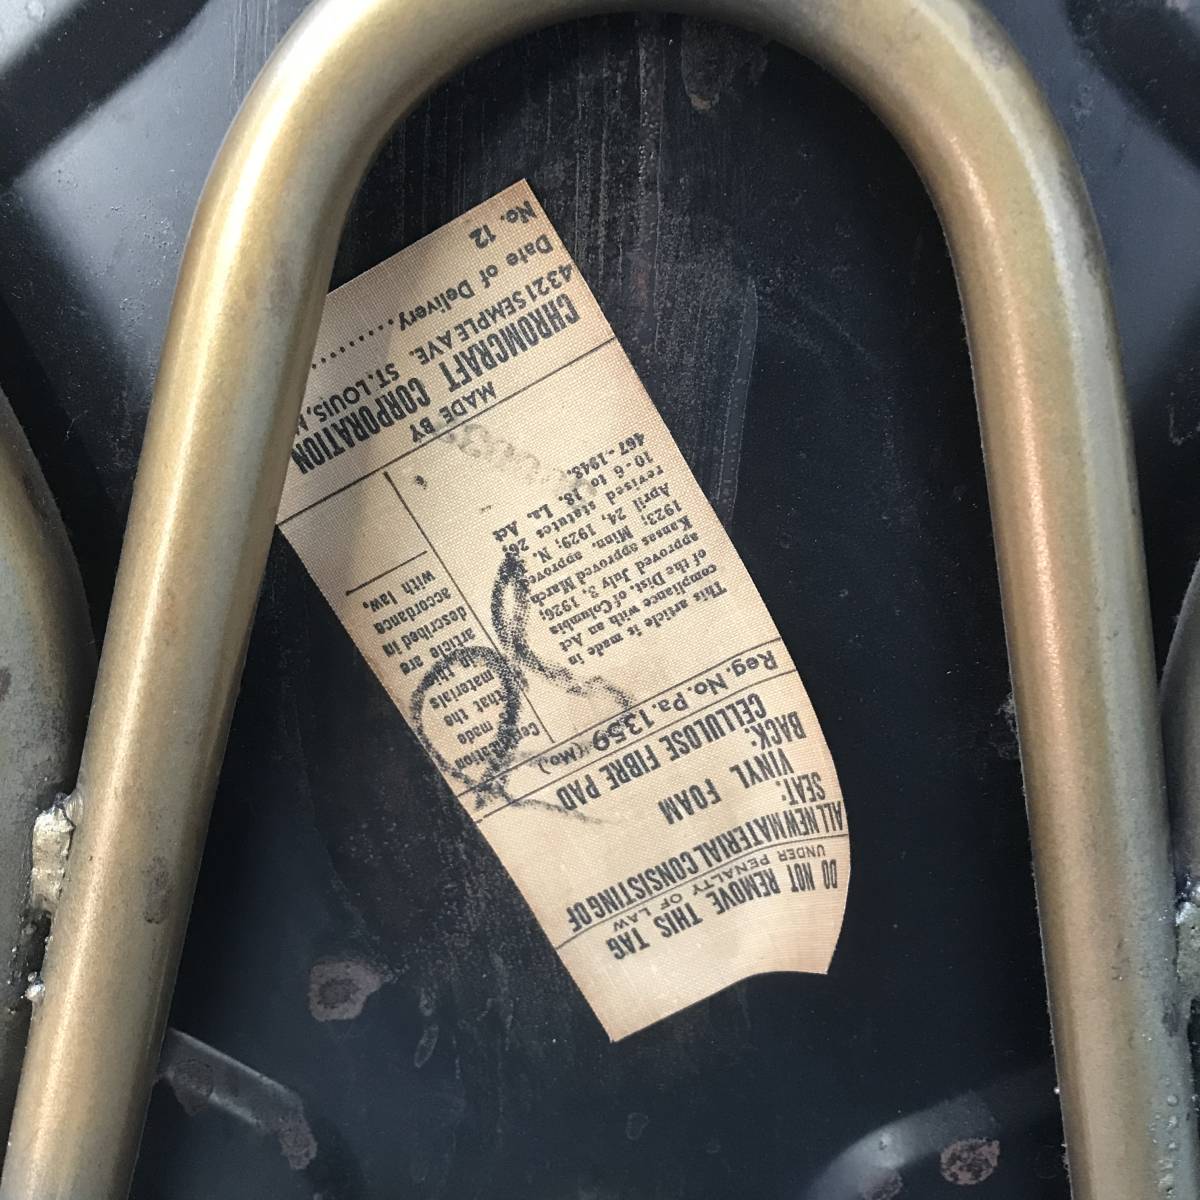 DO NOT REMOVE THIS TAG
UNDER PENALTY OF LAW
ALL NEW MATERIAL CONSISTING OF
SEAT:
VINYL FOAM
BACK:
CELLULOSE FIBRE PAD
Reg. No. Pa. 1359 (Mo.)
This article is made in
compliance with an Act
of the Dist. of Columbia
approved July 3, 1926;
Kansas approved March
1923; Minn. approve
April 24, 1929; N.
revised statutes 26
10-6 to 18. La. Act
467-1948.
Certification
made
that the
materials
in this
article are
described in
accordance
with law.
MADE BY
CHROMCRAFT CORPORATION
4321 SEMPLE AVE. ST. LOUIS,
Date of Delivery
No. 12